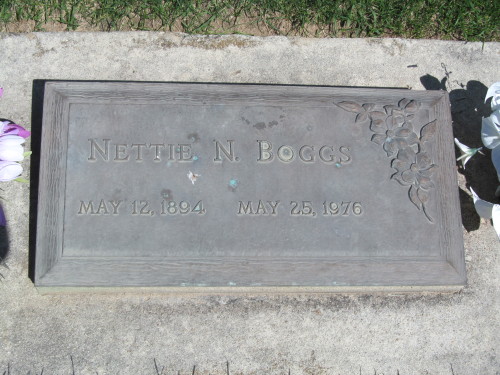 NETTIE N. BOGGS
MAY 12, 1894 MAY 25, 1976